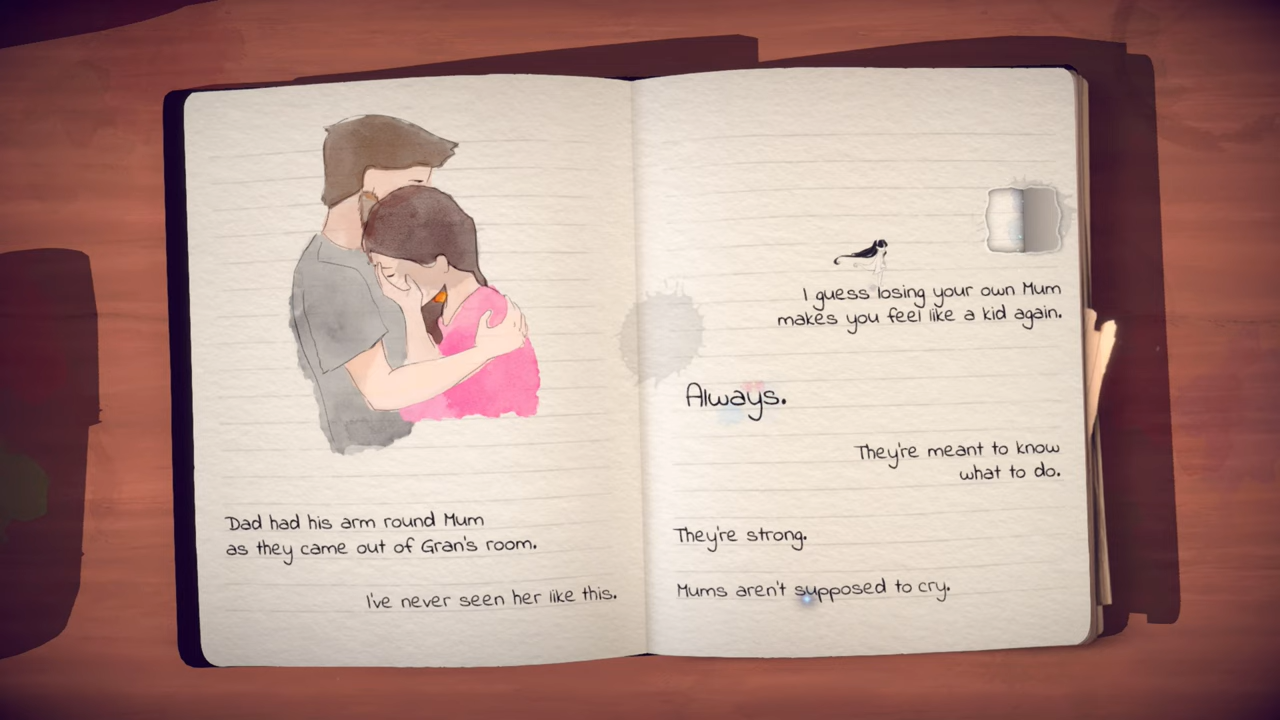 Dad had his arm round Mum
as they came out of Gran's room.
I've never seen her like this.
I guess losing your own Mum
makes you feel like a kid again.
Always.
They're meant to know
what to do.
They're strong.
Mums aren't supposed to cry.